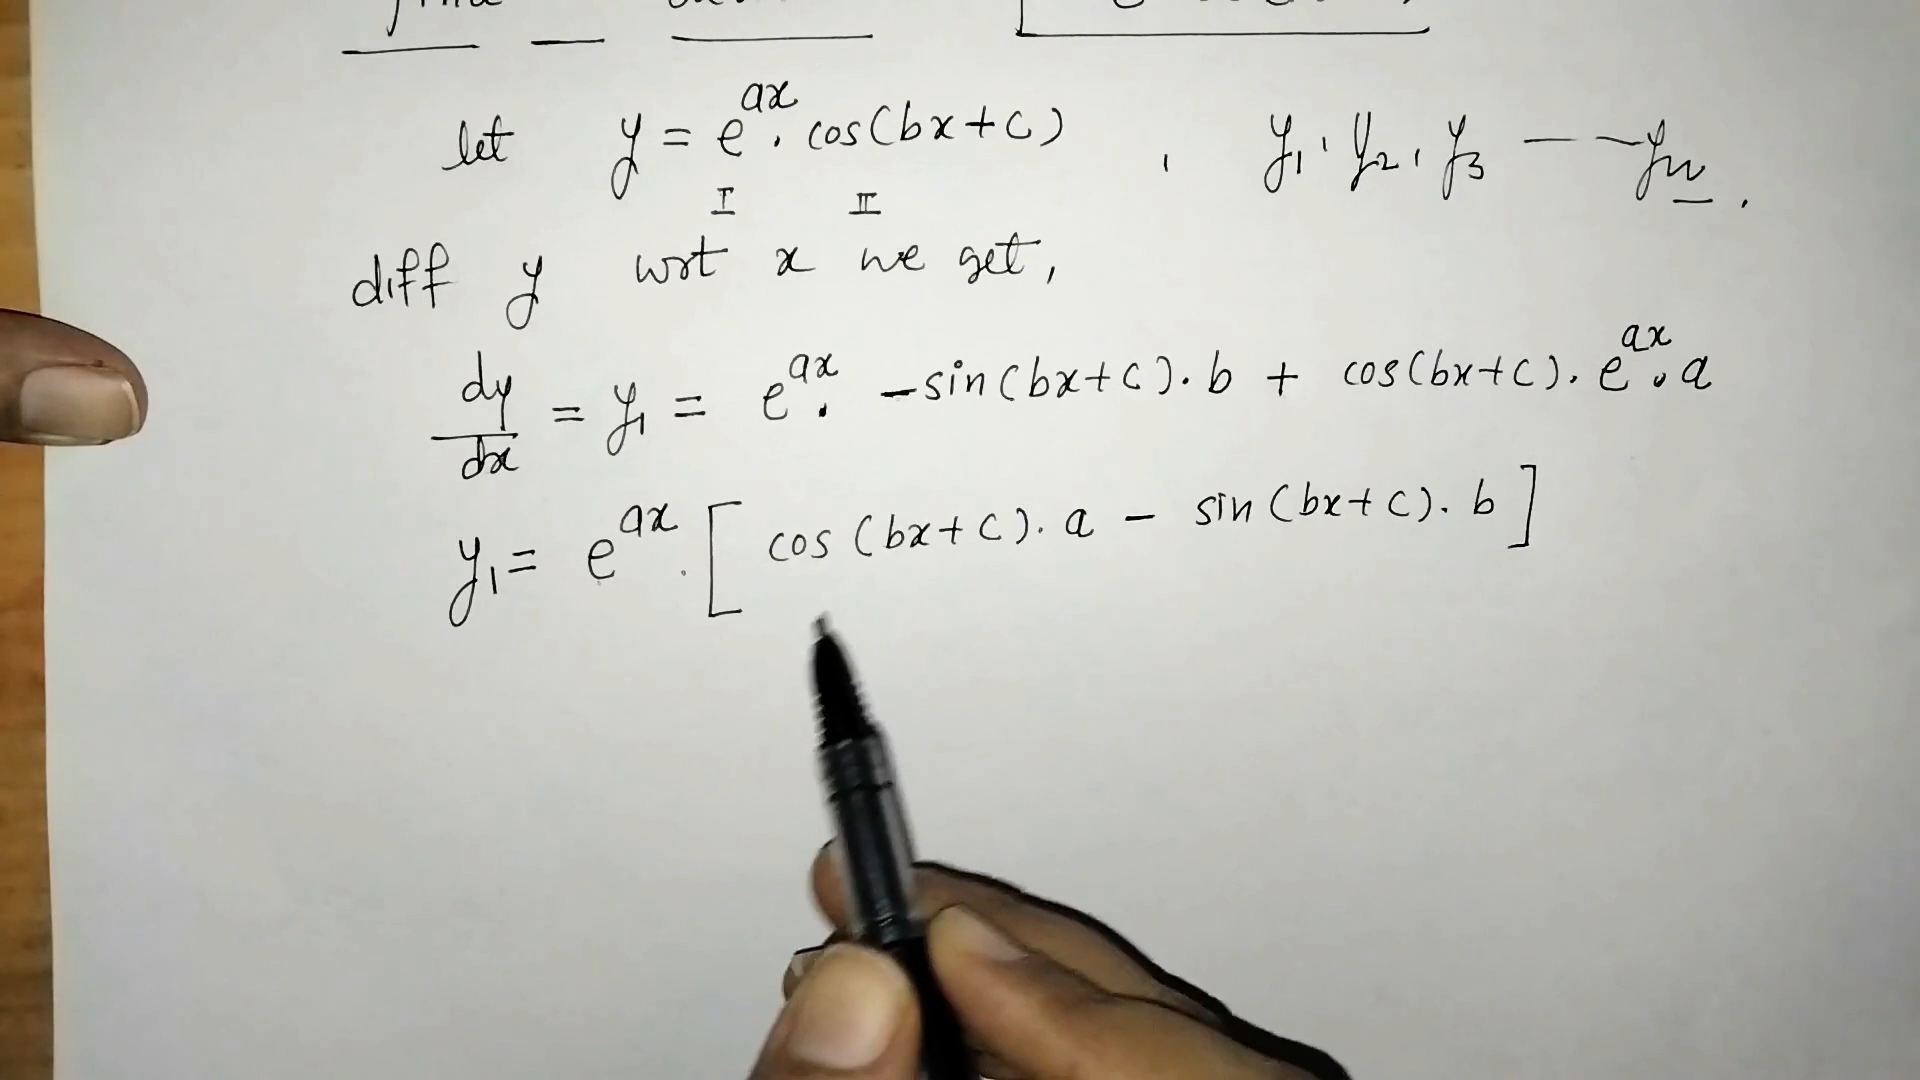 let y = e^{ax} . cos(bx+c) , y₁, y₂, y₃ — — yₙ .
I II
diff y wrt x we get,
dy/dx = y₁ = e^{ax} . -sin(bx+c) . b + cos(bx+c) . e^{ax} . a
y₁ = e^{ax} . [ cos(bx+c) . a - sin(bx+c) . b ]